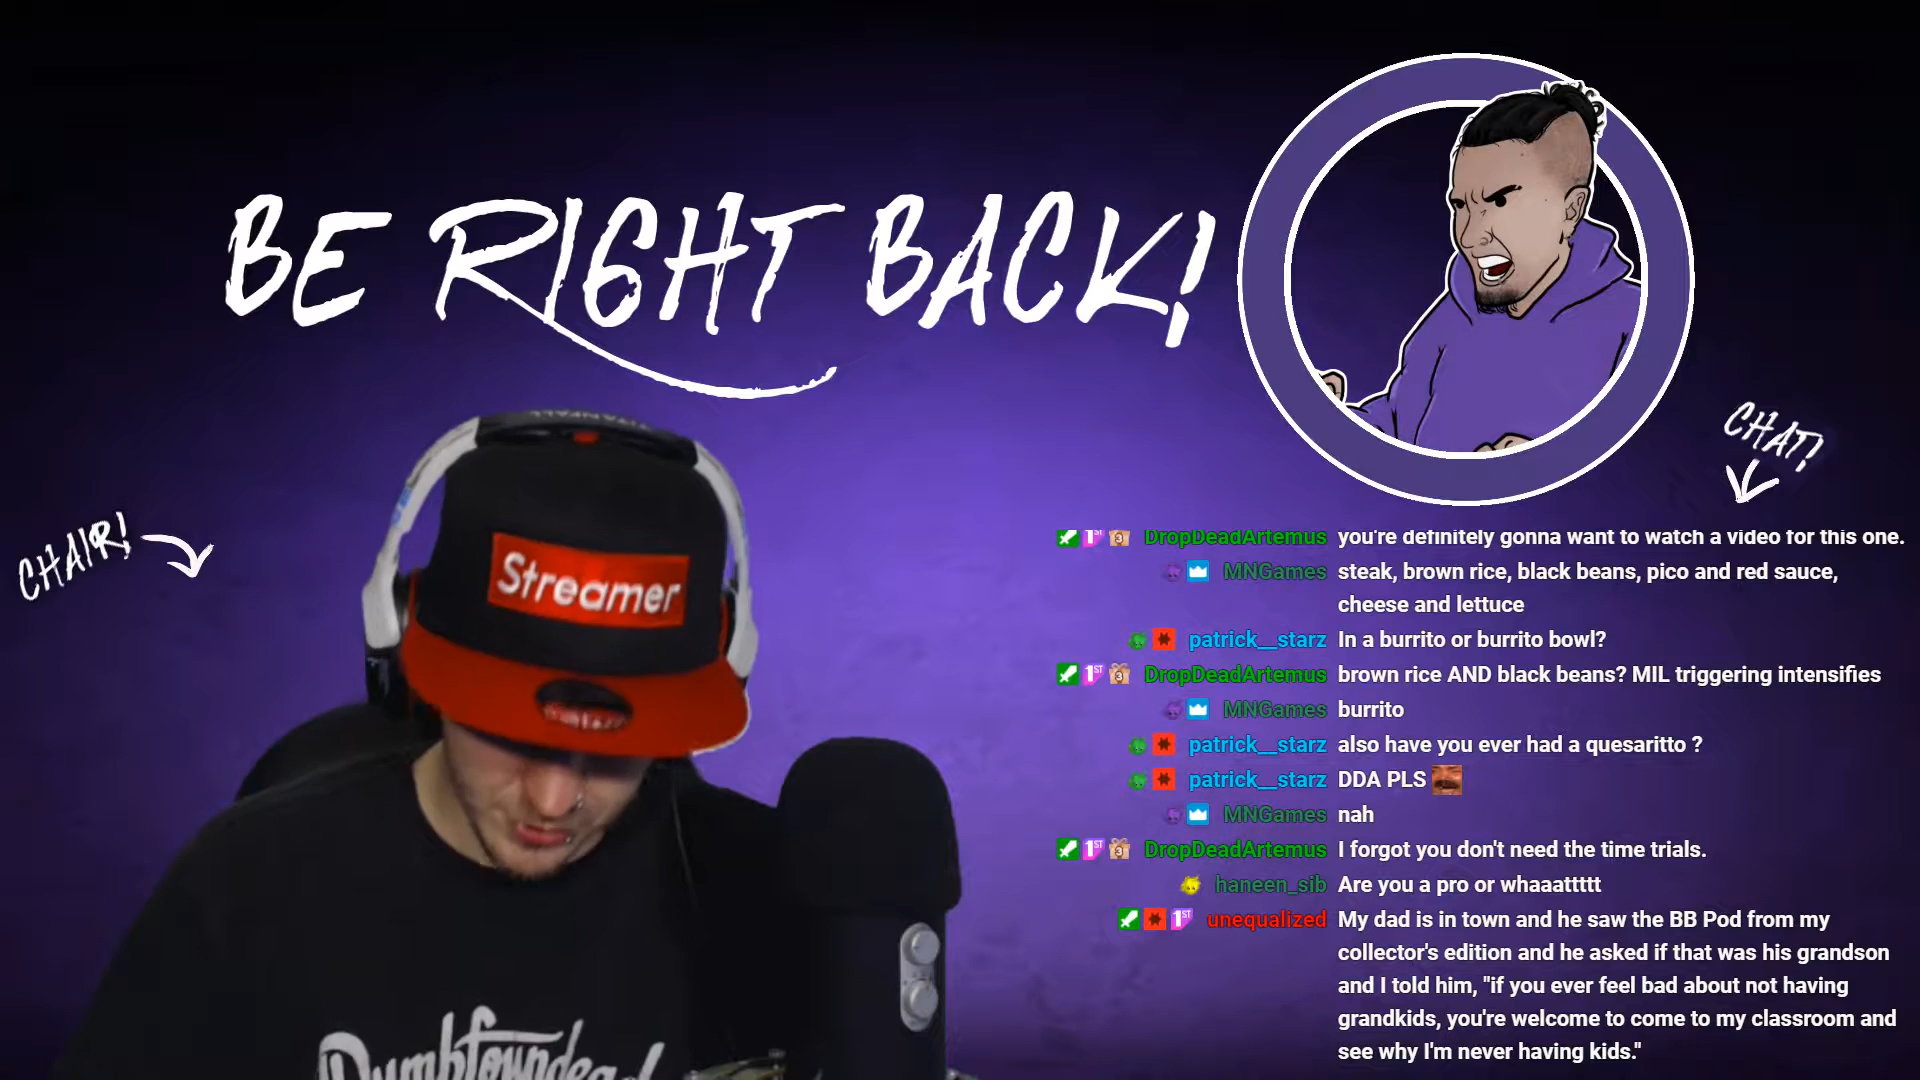 BE RIGHT BACK!
CHAT!
CHAIR!
Streamer
Dumbfoundead
DropDeadArtemus you're definitely gonna want to watch a video for this one.
MNGames steak, brown rice, black beans, pico and red sauce,
cheese and lettuce
patrick__starz In a burrito or burrito bowl?
1ST 3 DropDeadArtemus brown rice AND black beans? MIL triggering intensifies
MNGames burrito
patrick__starz also have you ever had a quesaritto ?
patrick__starz DDA PLS
MNGames nah
1ST 3 DropDeadArtemus I forgot you don't need the time trials.
haneen_sib Are you a pro or whaaattttt
1ST unequalized My dad is in town and he saw the BB Pod from my
collector's edition and he asked if that was his grandson
and I told him, "if you ever feel bad about not having
grandkids, you're welcome to come to my classroom and
see why I'm never having kids."